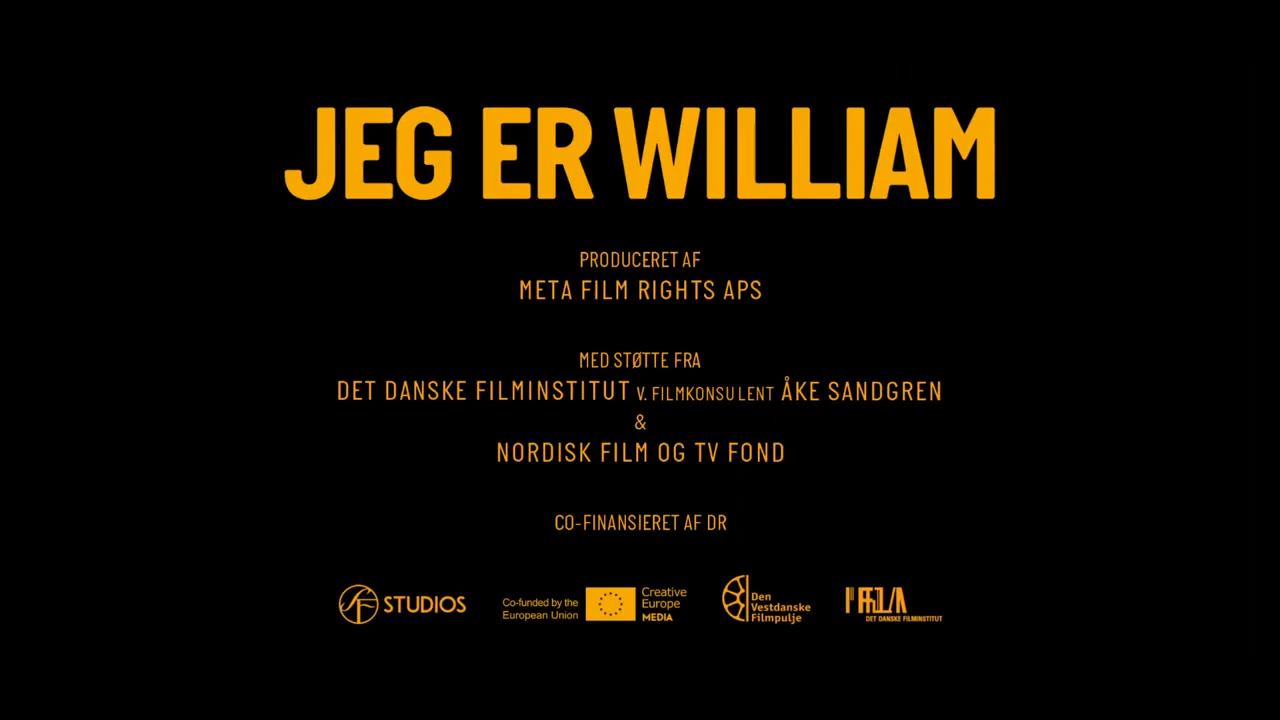 JEG ER WILLIAM
PRODUCERET AF
META FILM RIGHTS APS
MED STØTTE FRA
DET DANSKE FILMINSTITUT V. FILMKONSULENT ÅKE SANDGREN
&
NORDISK FILM OG TV FOND
CO-FINANSIERET AF DR
SF STUDIOS
Co-funded by the
European Union
Creative
Europe
MEDIA
Den
Vestdanske
Filmpulje
DET DANSKE FILMINSTITUT